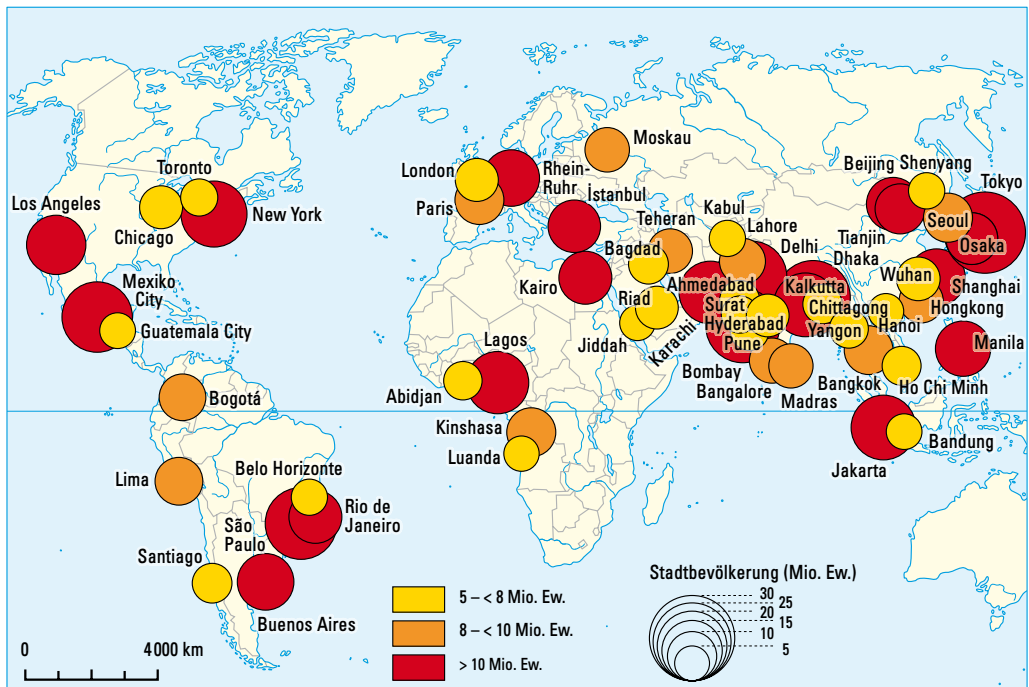 Toronto
Los Angeles
New York
Chicago
Mexiko
City
Guatemala City
Bogotá
Lima
Belo Horizonte
Rio de
Janeiro
São
Paulo
Santiago
Buenos Aires
London
Rhein-
Ruhr
Paris
Moskau
İstanbul
Teheran
Bagdad
Kairo
Riad
Jiddah
Lagos
Abidjan
Kinshasa
Luanda
Kabul
Lahore
Delhi
Karachi
Ahmedabad
Surat
Hyderabad
Pune
Bombay
Bangalore
Madras
Kalkutta
Dhaka
Chittagong
Yangon
Beijing
Shenyang
Tokyo
Seoul
Osaka
Tianjin
Wuhan
Shanghai
Hongkong
Hanoi
Manila
Bangkok
Ho Chi Minh
Jakarta
Bandung
0 4000 km
5 – < 8 Mio. Ew.
8 – < 10 Mio. Ew.
> 10 Mio. Ew.
Stadtbevölkerung (Mio. Ew.)
30
25
20
15
10
5